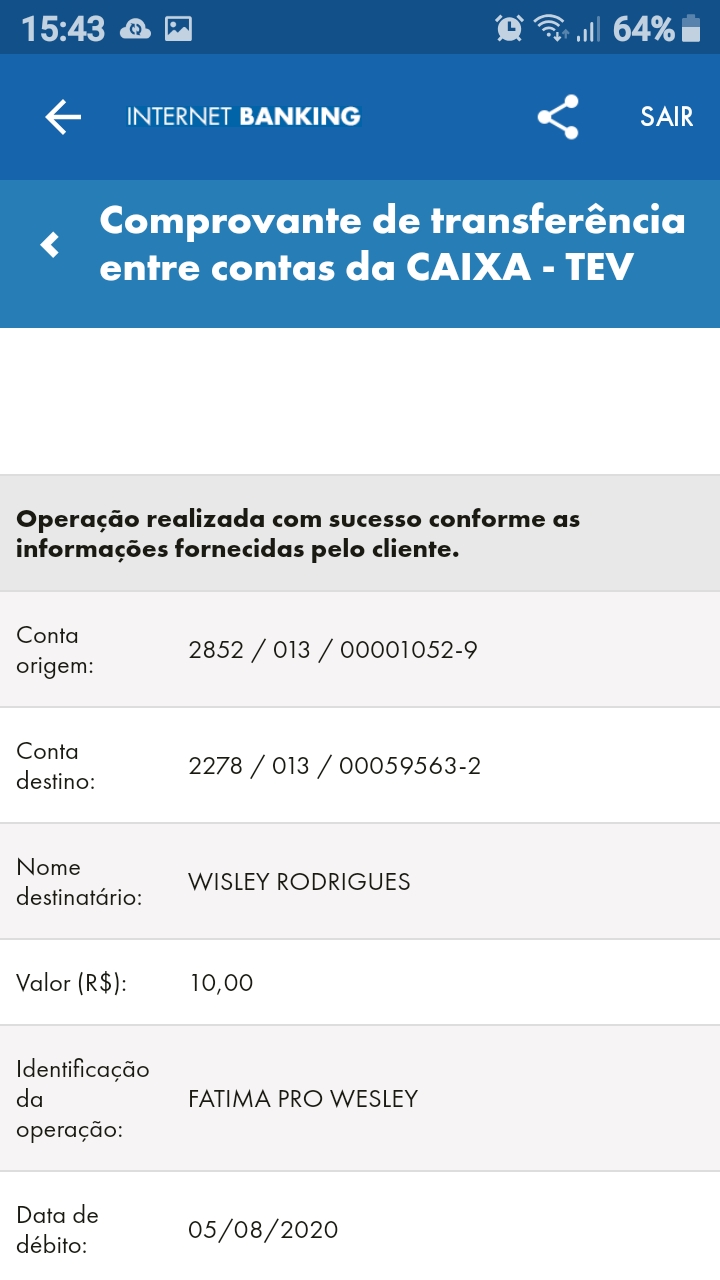 15:43 64%
INTERNET BANKING SAIR
Comprovante de transferência
entre contas da CAIXA - TEV
Operação realizada com sucesso conforme as
informações fornecidas pelo cliente.
Conta
origem:
2852 / 013 / 00001052-9
Conta
destino:
2278 / 013 / 00059563-2
Nome
destinatário:
WISLEY RODRIGUES
Valor (R$): 10,00
Identificação
da
operação:
FATIMA PRO WESLEY
Data de
débito:
05/08/2020